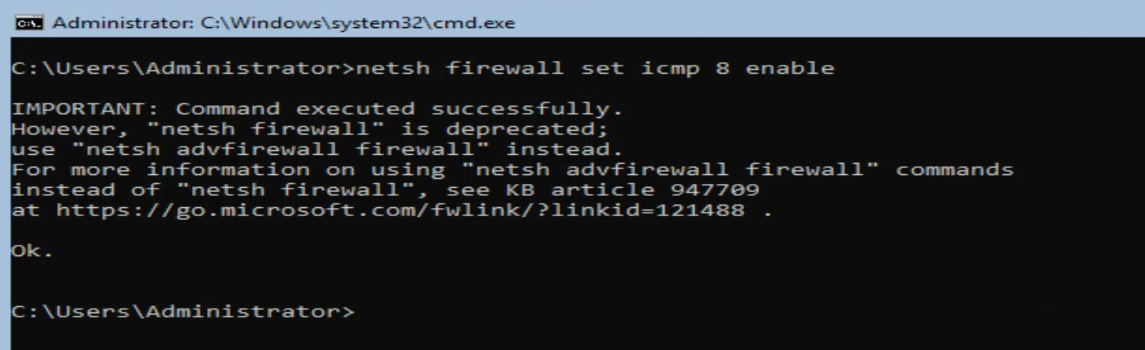 Administrator: C:\Windows\system32\cmd.exe
C:\Users\Administrator>netsh firewall set icmp 8 enable
IMPORTANT: Command executed successfully.
However, "netsh firewall" is deprecated;
use "netsh advfirewall firewall" instead.
For more information on using "netsh advfirewall firewall" commands
instead of "netsh firewall", see KB article 947709
at https://go.microsoft.com/fwlink/?linkid=121488 .
Ok.
C:\Users\Administrator>